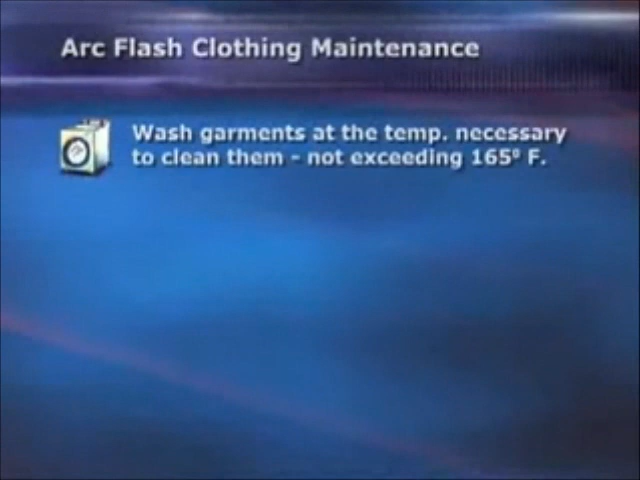 Arc Flash Clothing Maintenance
Wash garments at the temp. necessary
to clean them - not exceeding 165º F.